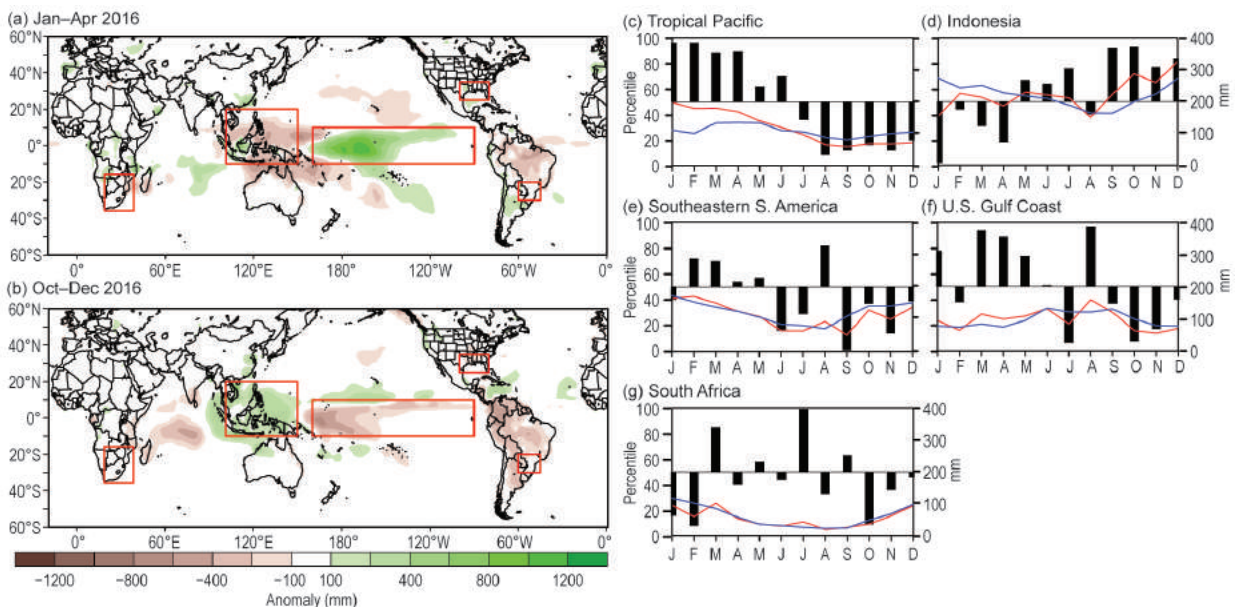 (a) Jan–Apr 2016
60°N
40°N
20°N
0°
20°S
40°S
60°S
0° 60°E 120°E 180° 120°W 60°W 0°
(b) Oct–Dec 2016
60°N
40°N
20°N
0°
20°S
40°S
60°S
0° 60°E 120°E 180° 120°W 60°W 0°
−1200 −800 −400 −100 100 400 800 1200
Anomaly (mm)
(c) Tropical Pacific
Percentile
100
80
60
40
20
0
J F M A M J J A S O N D
(d) Indonesia
400
300
200
100
0
mm
J F M A M J J A S O N D
(e) Southeastern S. America
Percentile
100
80
60
40
20
0
J F M A M J J A S O N D
(f) U.S. Gulf Coast
400
300
200
100
0
mm
J F M A M J J A S O N D
(g) South Africa
Percentile
100
80
60
40
20
0
400
300
200
100
0
mm
J F M A M J J A S O N D